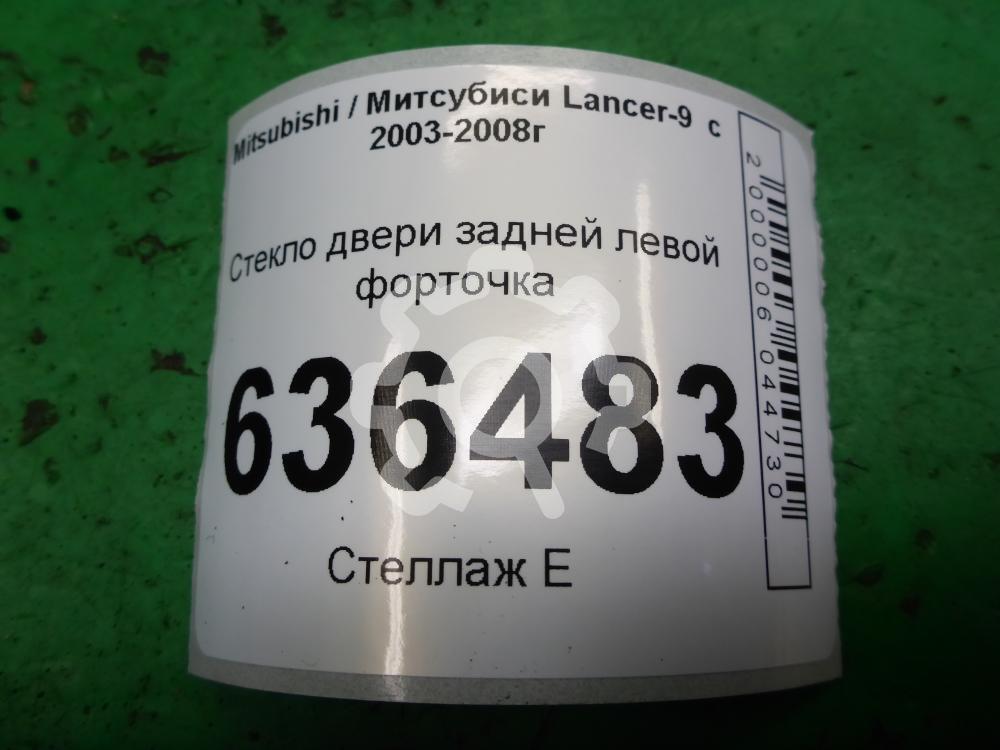 Mitsubishi / Митсубиси Lancer-9 с
2003-2008г
Стекло двери задней левой
форточка
636483
Стеллаж Е
2000006044730